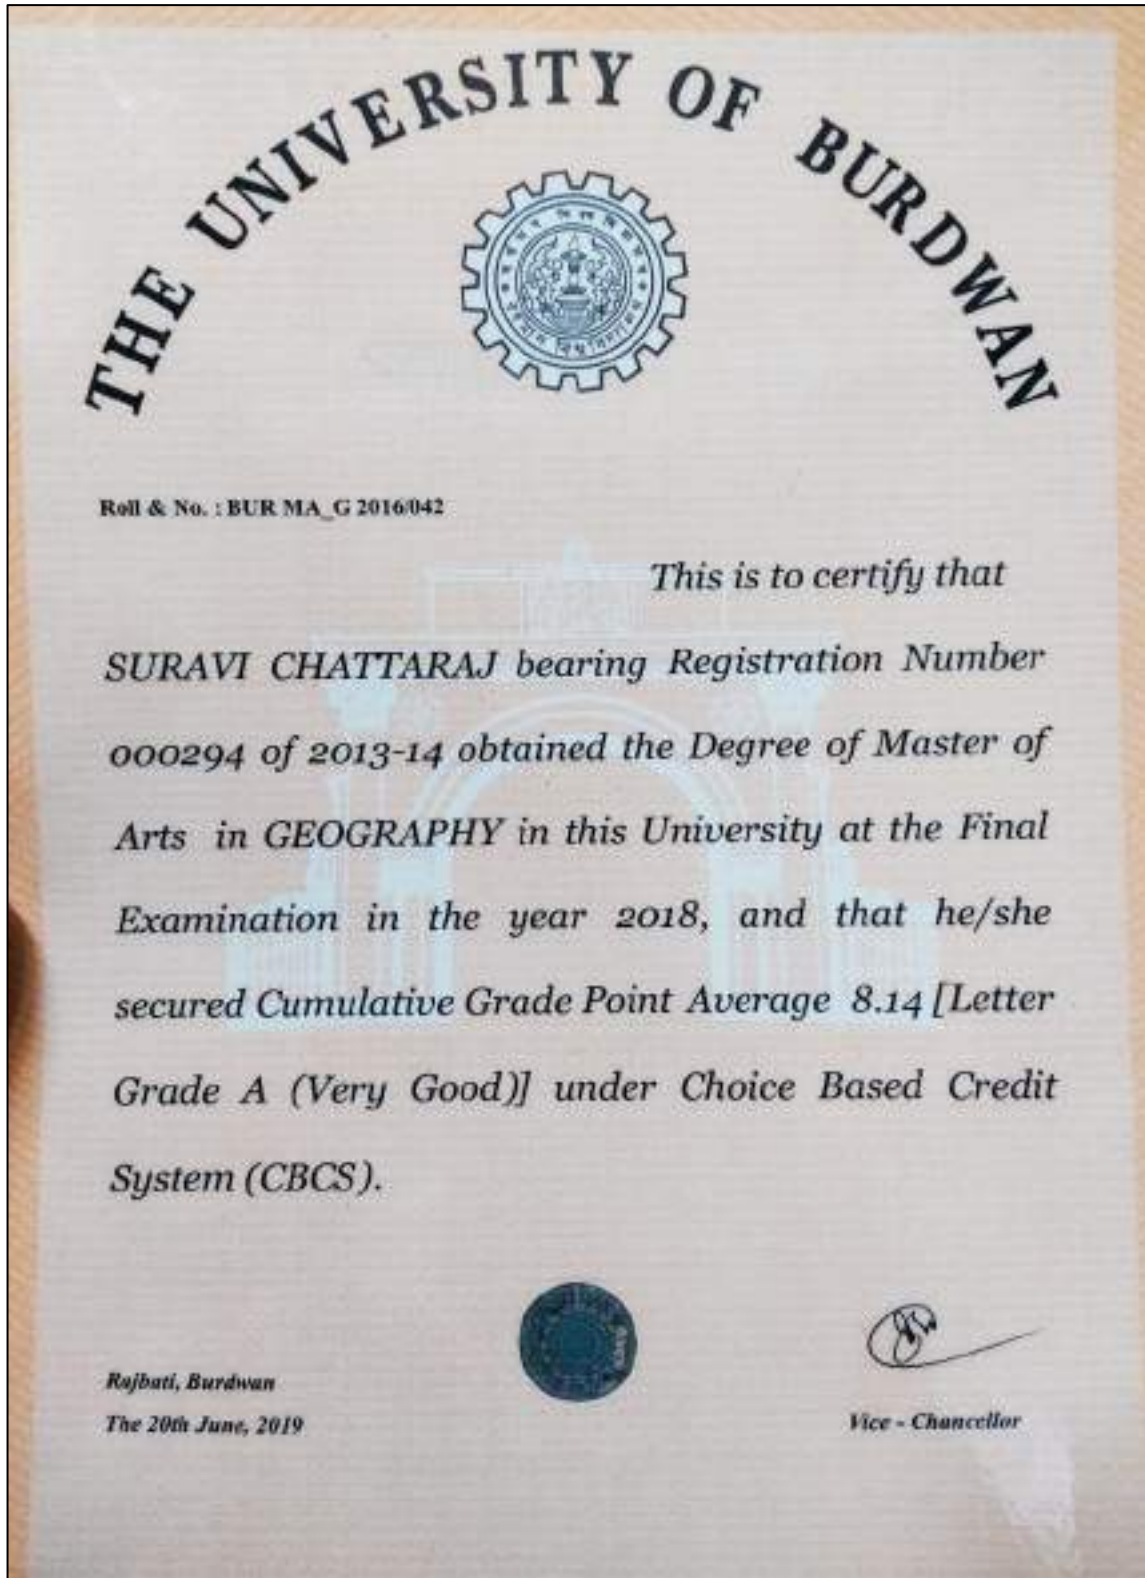 THE UNIVERSITY OF BURDWAN
Roll & No. : BUR MA_G 2016/042
This is to certify that
SURAVI CHATTARAJ bearing Registration Number
000294 of 2013-14 obtained the Degree of Master of
Arts in GEOGRAPHY in this University at the Final
Examination in the year 2018, and that he/she
secured Cumulative Grade Point Average 8.14 [Letter
Grade A (Very Good)] under Choice Based Credit
System (CBCS).
Rajbati, Burdwan
The 20th June, 2019
Vice - Chancellor